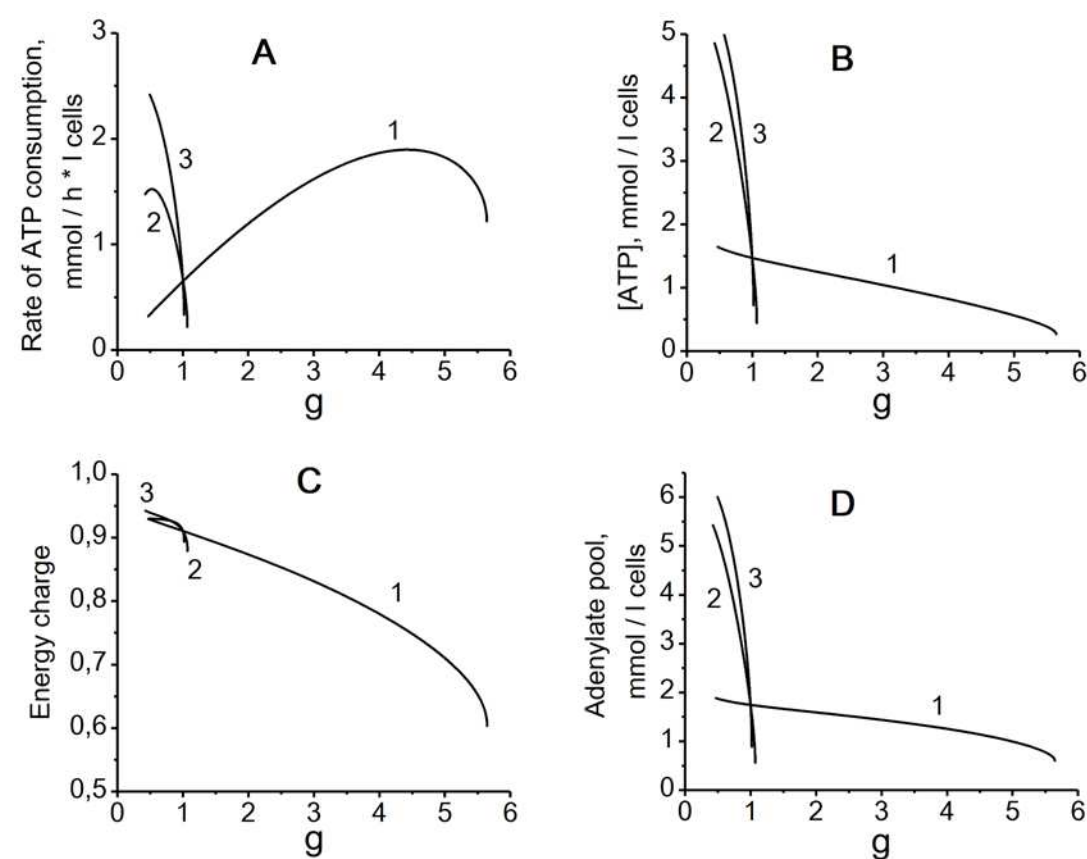 A
Rate of ATP consumption,
mmol / h * l cells
3
2
1
0
1
3
2
0 1 2 3 4 5 6
g
B
[ATP], mmol / l cells
5
4
3
2
1
0
2
3
1
0 1 2 3 4 5 6
g
C
Energy charge
1,0
0,9
0,8
0,7
0,6
0,5
3
2
1
0 1 2 3 4 5 6
g
D
Adenylate pool,
mmol / l cells
6
5
4
3
2
1
0
3
2
1
0 1 2 3 4 5 6
g